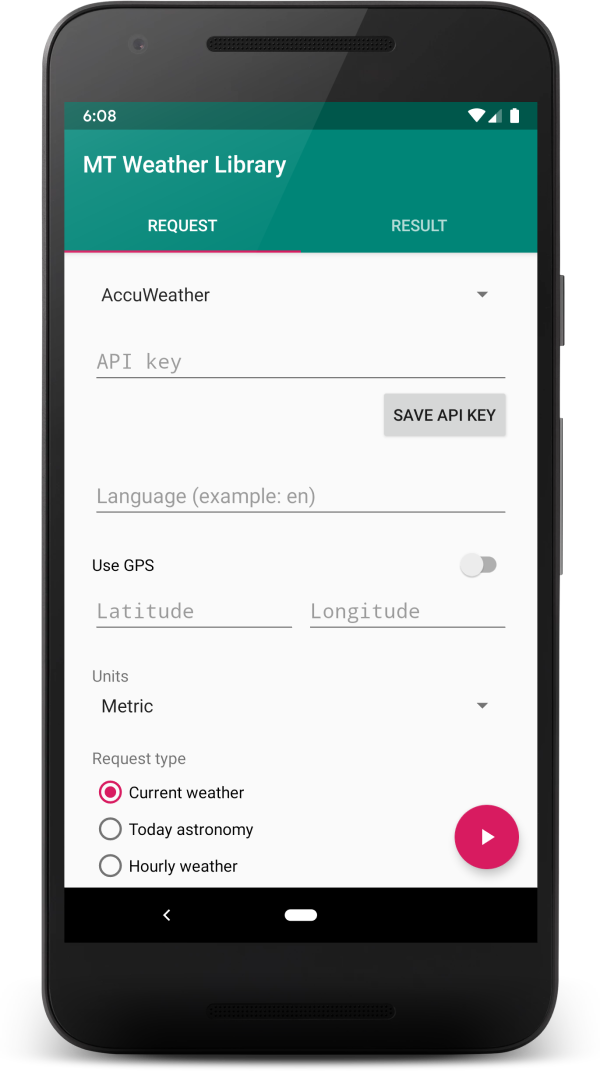 6:08
MT Weather Library
REQUEST RESULT
AccuWeather
API key
SAVE API KEY
Language (example: en)
Use GPS
Latitude Longitude
Units
Metric
Request type
Current weather
Today astronomy
Hourly weather